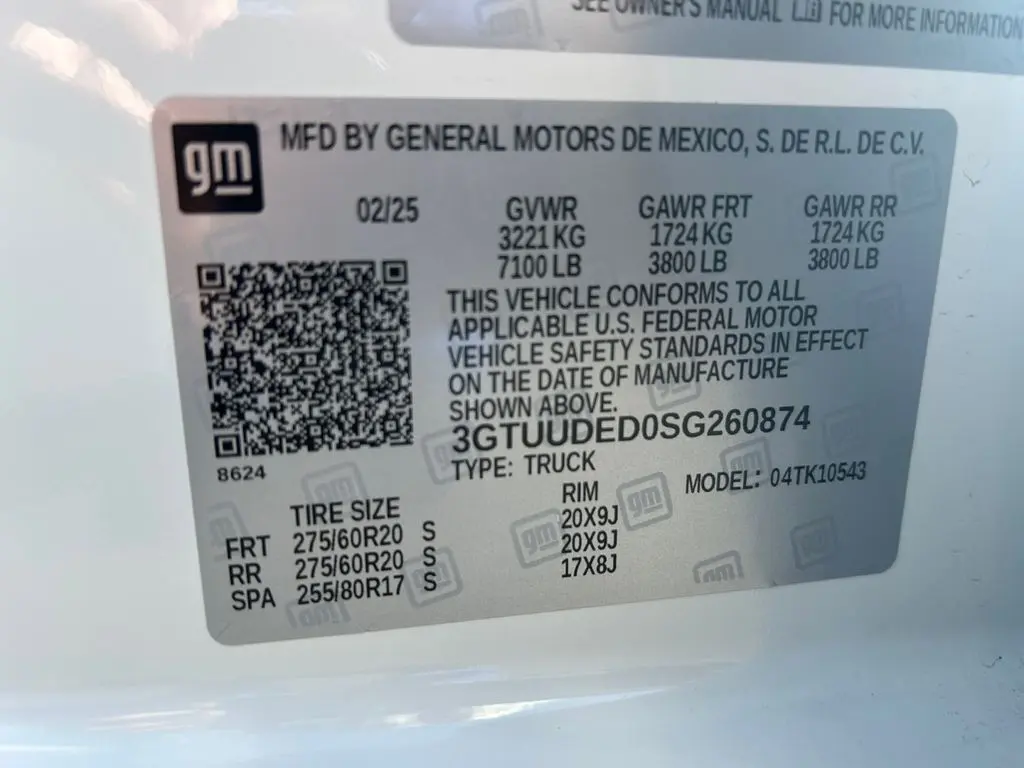 SEE OWNER'S MANUAL FOR MORE INFORMATION
gm
MFD BY GENERAL MOTORS DE MEXICO, S. DE R.L. DE C.V.
02/25 GVWR GAWR FRT GAWR RR
3221 KG 1724 KG 1724 KG
7100 LB 3800 LB 3800 LB
THIS VEHICLE CONFORMS TO ALL
APPLICABLE U.S. FEDERAL MOTOR
VEHICLE SAFETY STANDARDS IN EFFECT
ON THE DATE OF MANUFACTURE
SHOWN ABOVE.
3GTUUDED0SG260874
8624
TYPE: TRUCK MODEL: 04TK10543
TIRE SIZE RIM
FRT 275/60R20 S 20X9J
RR 275/60R20 S 20X9J
SPA 255/80R17 S 17X8J